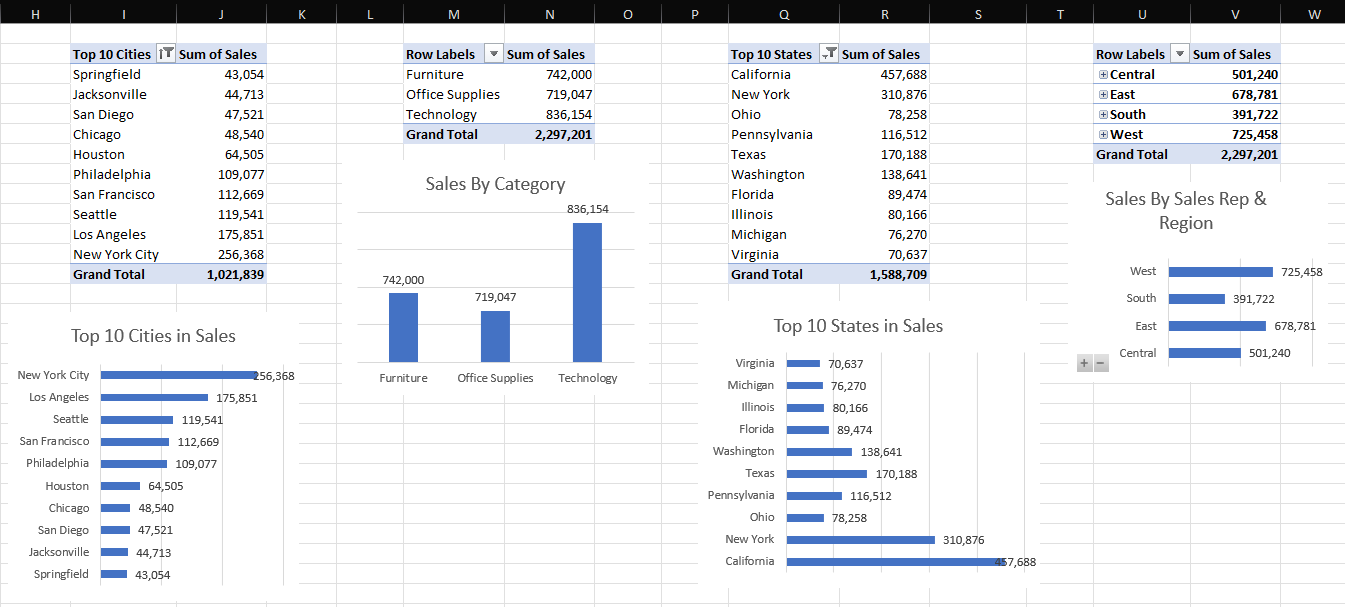 H I J K L M N O P Q R S T U V W
Top 10 Cities Sum of Sales
Springfield 43,054
Jacksonville 44,713
San Diego 47,521
Chicago 48,540
Houston 64,505
Philadelphia 109,077
San Francisco 112,669
Seattle 119,541
Los Angeles 175,851
New York City 256,368
Grand Total 1,021,839
Top 10 Cities in Sales
New York City 256,368
Los Angeles 175,851
Seattle 119,541
San Francisco 112,669
Philadelphia 109,077
Houston 64,505
Chicago 48,540
San Diego 47,521
Jacksonville 44,713
Springfield 43,054
Row Labels Sum of Sales
Furniture 742,000
Office Supplies 719,047
Technology 836,154
Grand Total 2,297,201
Sales By Category
836,154
742,000
719,047
Furniture Office Supplies Technology
Top 10 States Sum of Sales
California 457,688
New York 310,876
Ohio 78,258
Pennsylvania 116,512
Texas 170,188
Washington 138,641
Florida 89,474
Illinois 80,166
Michigan 76,270
Virginia 70,637
Grand Total 1,588,709
Top 10 States in Sales
Virginia 70,637
Michigan 76,270
Illinois 80,166
Florida 89,474
Washington 138,641
Texas 170,188
Pennsylvania 116,512
Ohio 78,258
New York 310,876
California 457,688
Row Labels Sum of Sales
Central 501,240
East 678,781
South 391,722
West 725,458
Grand Total 2,297,201
Sales By Sales Rep &
Region
West 725,458
South 391,722
East 678,781
Central 501,240